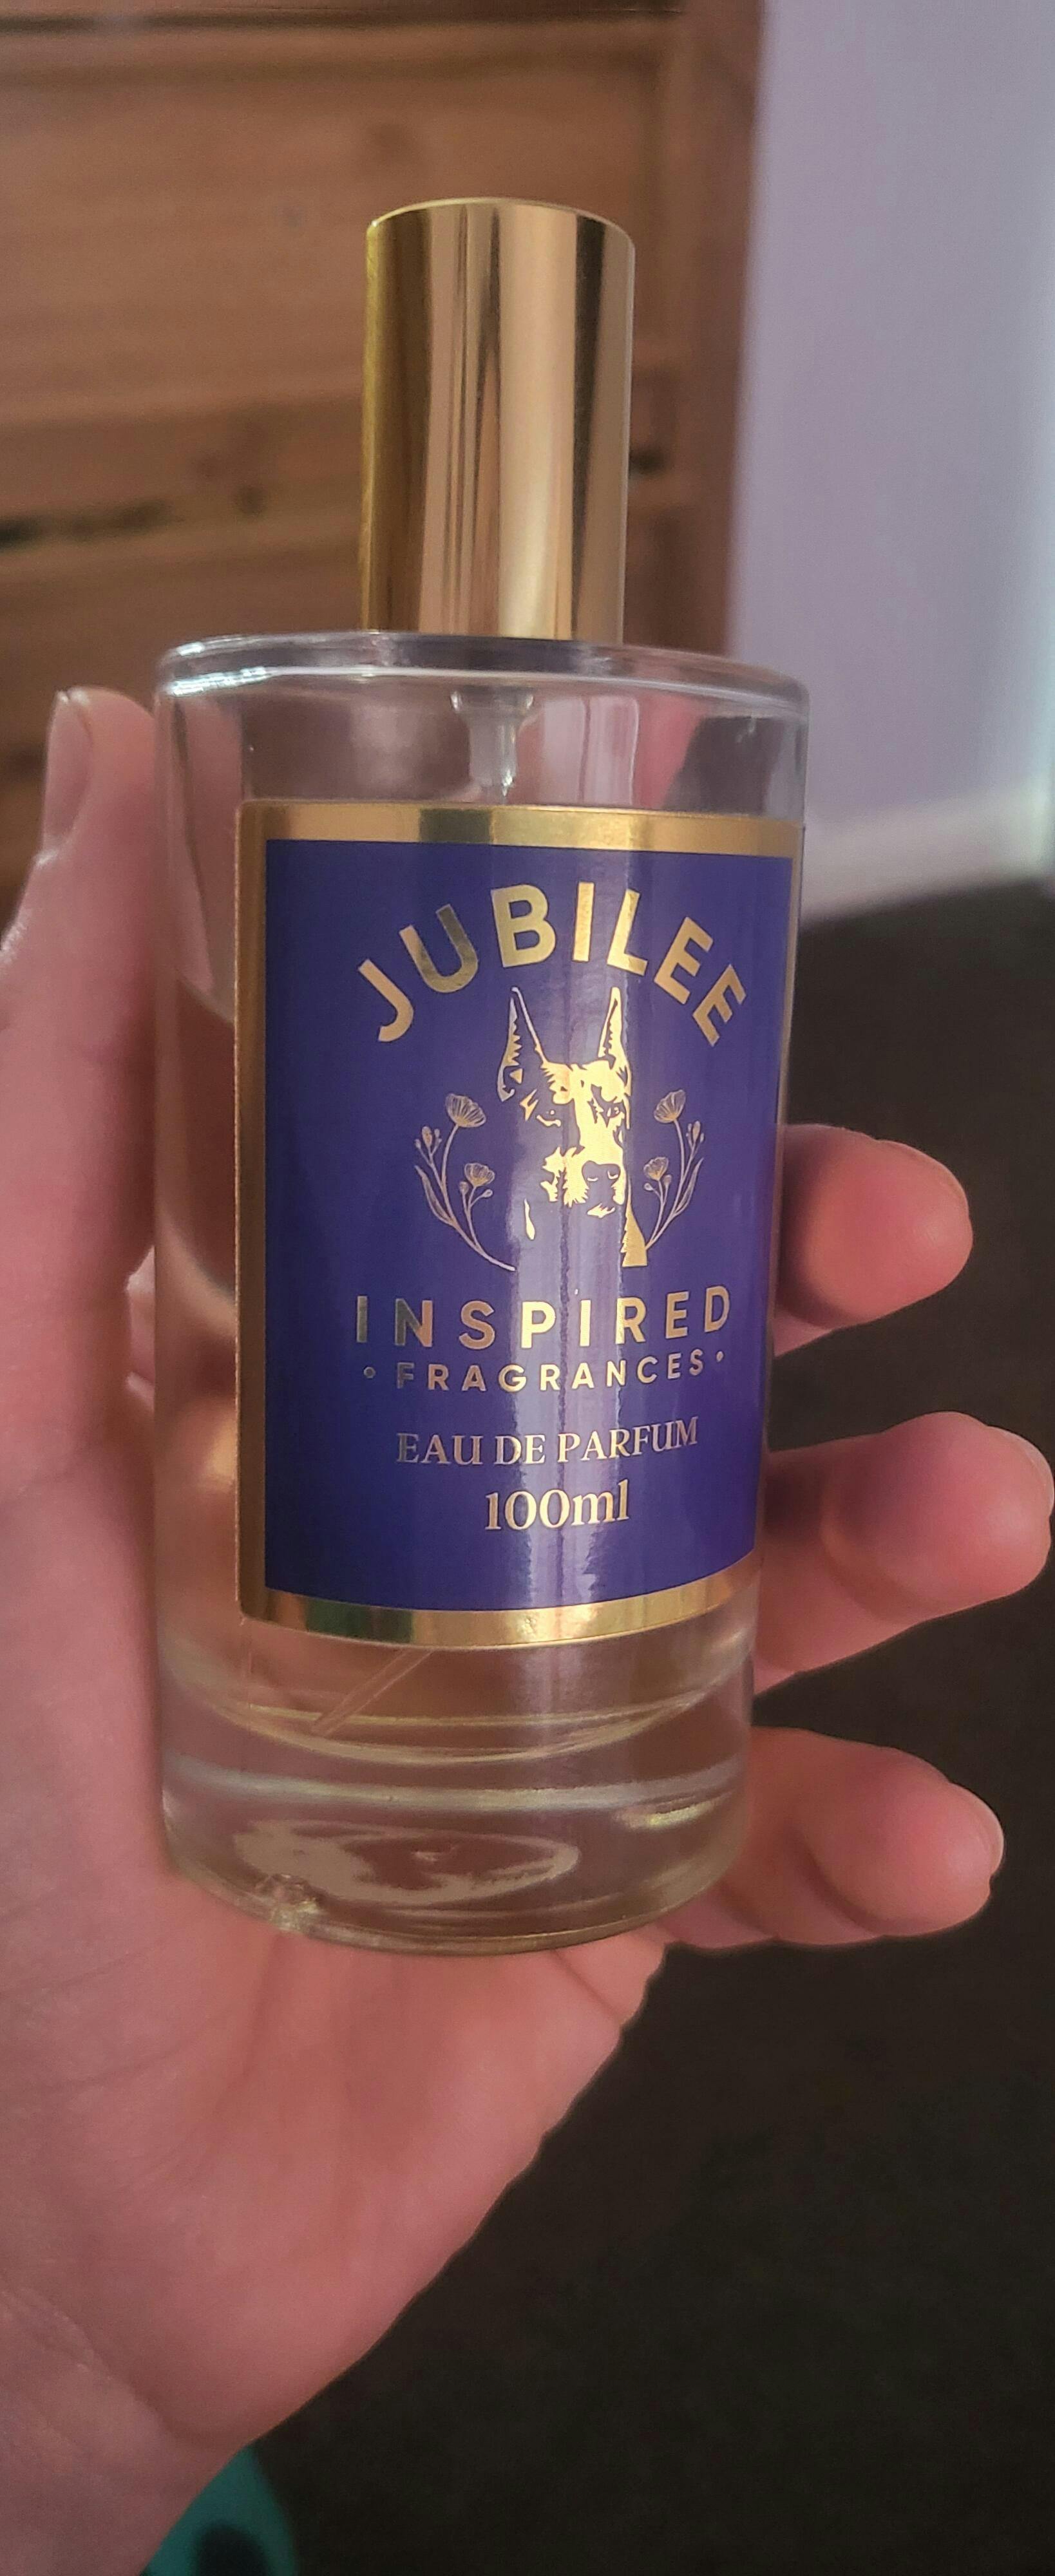 JUBILEE
INSPIRED
• FRAGRANCES •
EAU DE PARFUM
100ml